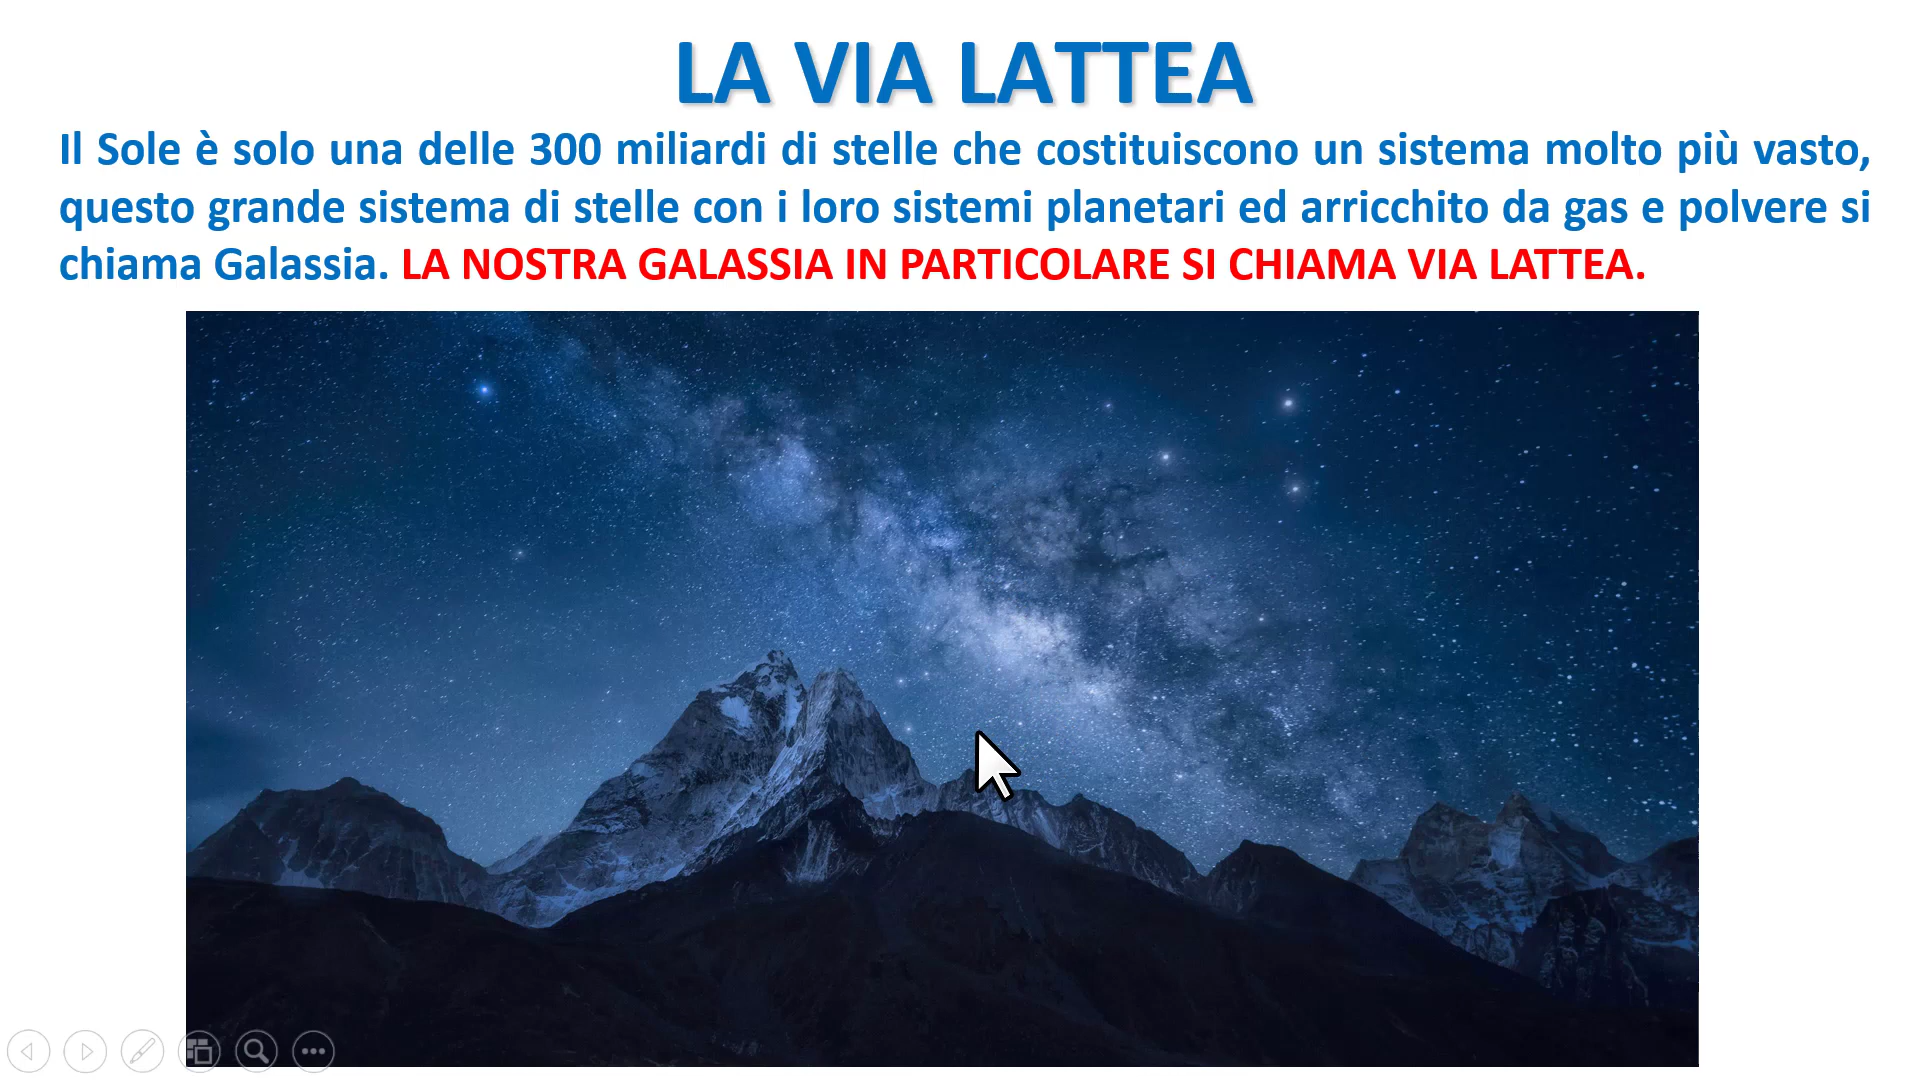 LA VIA LATTEA
Il Sole è solo una delle 300 miliardi di stelle che costituiscono un sistema molto più vasto,
questo grande sistema di stelle con i loro sistemi planetari ed arricchito da gas e polvere si
chiama Galassia. LA NOSTRA GALASSIA IN PARTICOLARE SI CHIAMA VIA LATTEA.